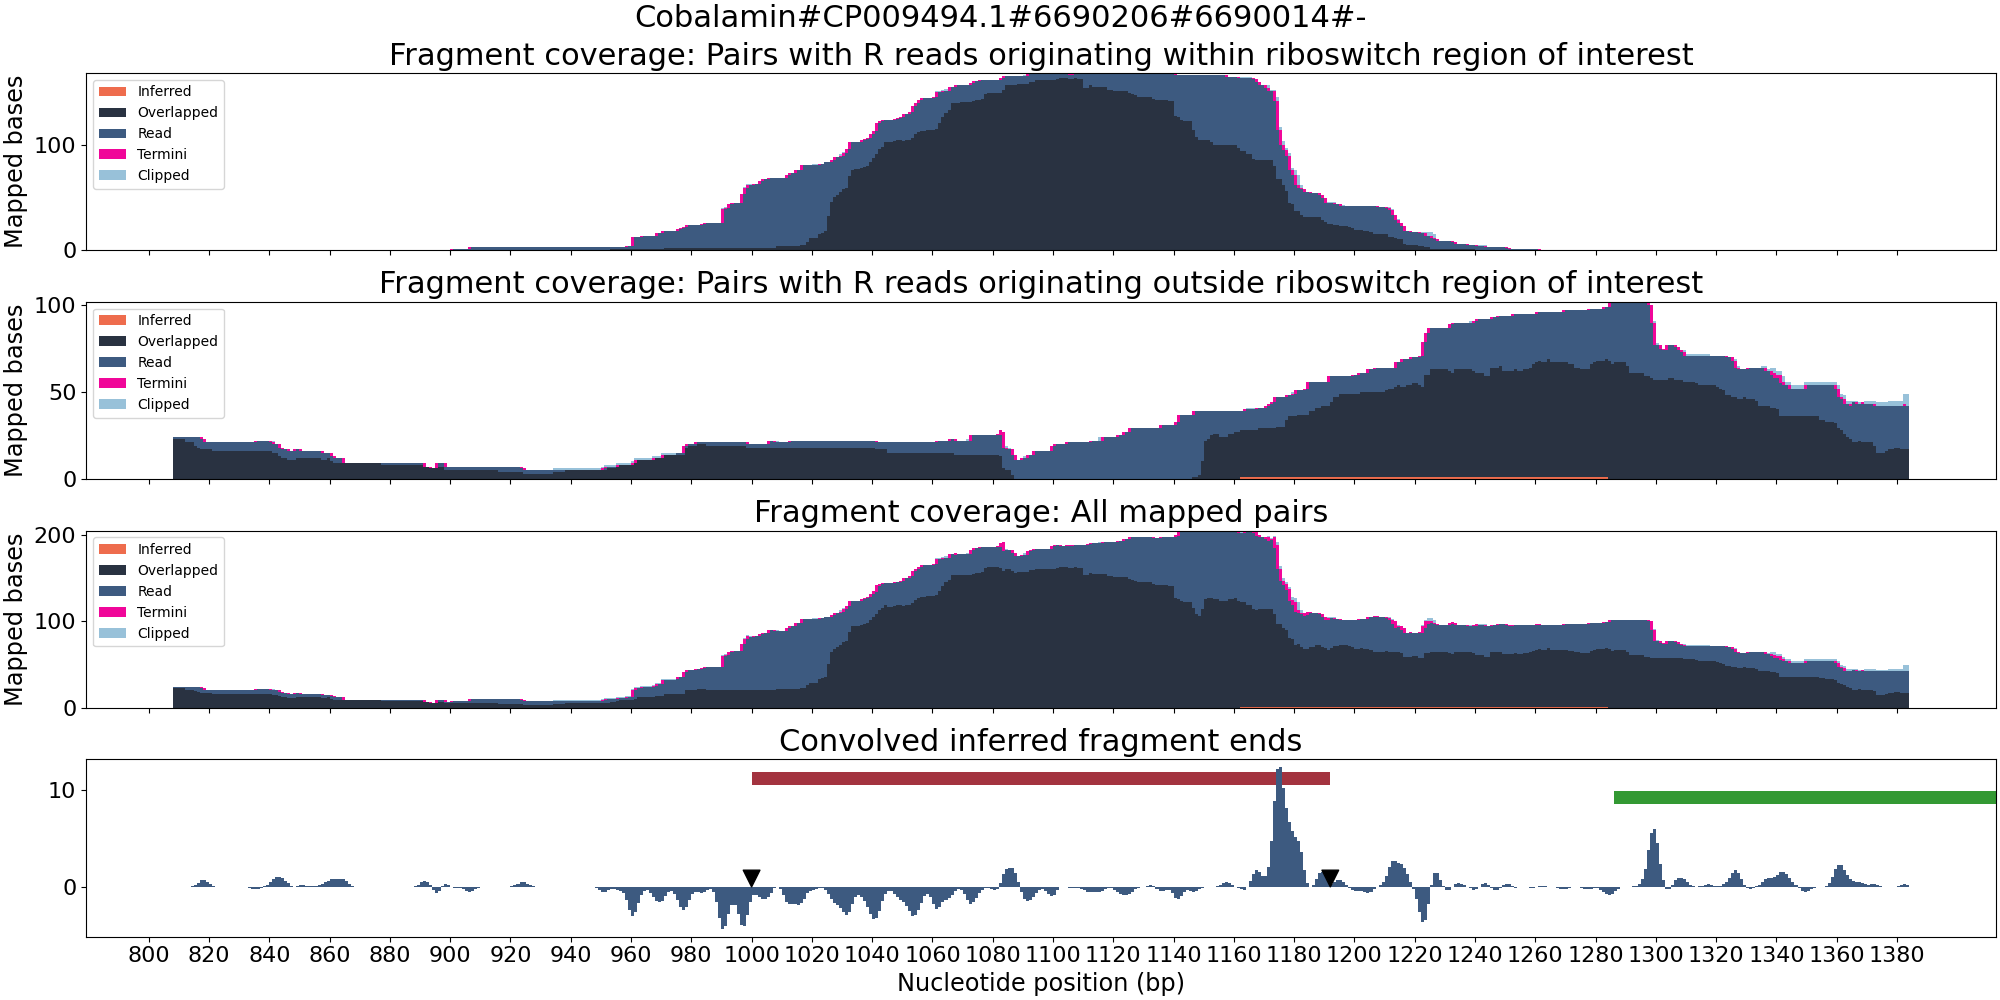 Cobalamin#CP009494.1#6690206#6690014#-
Fragment coverage: Pairs with R reads originating within riboswitch region of interest
Mapped bases
100
0
Inferred
Overlapped
Read
Termini
Clipped
Fragment coverage: Pairs with R reads originating outside riboswitch region of interest
Mapped bases
100
50
0
Inferred
Overlapped
Read
Termini
Clipped
Fragment coverage: All mapped pairs
Mapped bases
200
100
0
Inferred
Overlapped
Read
Termini
Clipped
Convolved inferred fragment ends
10
0
800 820 840 860 880 900 920 940 960 980 1000 1020 1040 1060 1080 1100 1120 1140 1160 1180 1200 1220 1240 1260 1280 1300 1320 1340 1360 1380
Nucleotide position (bp)